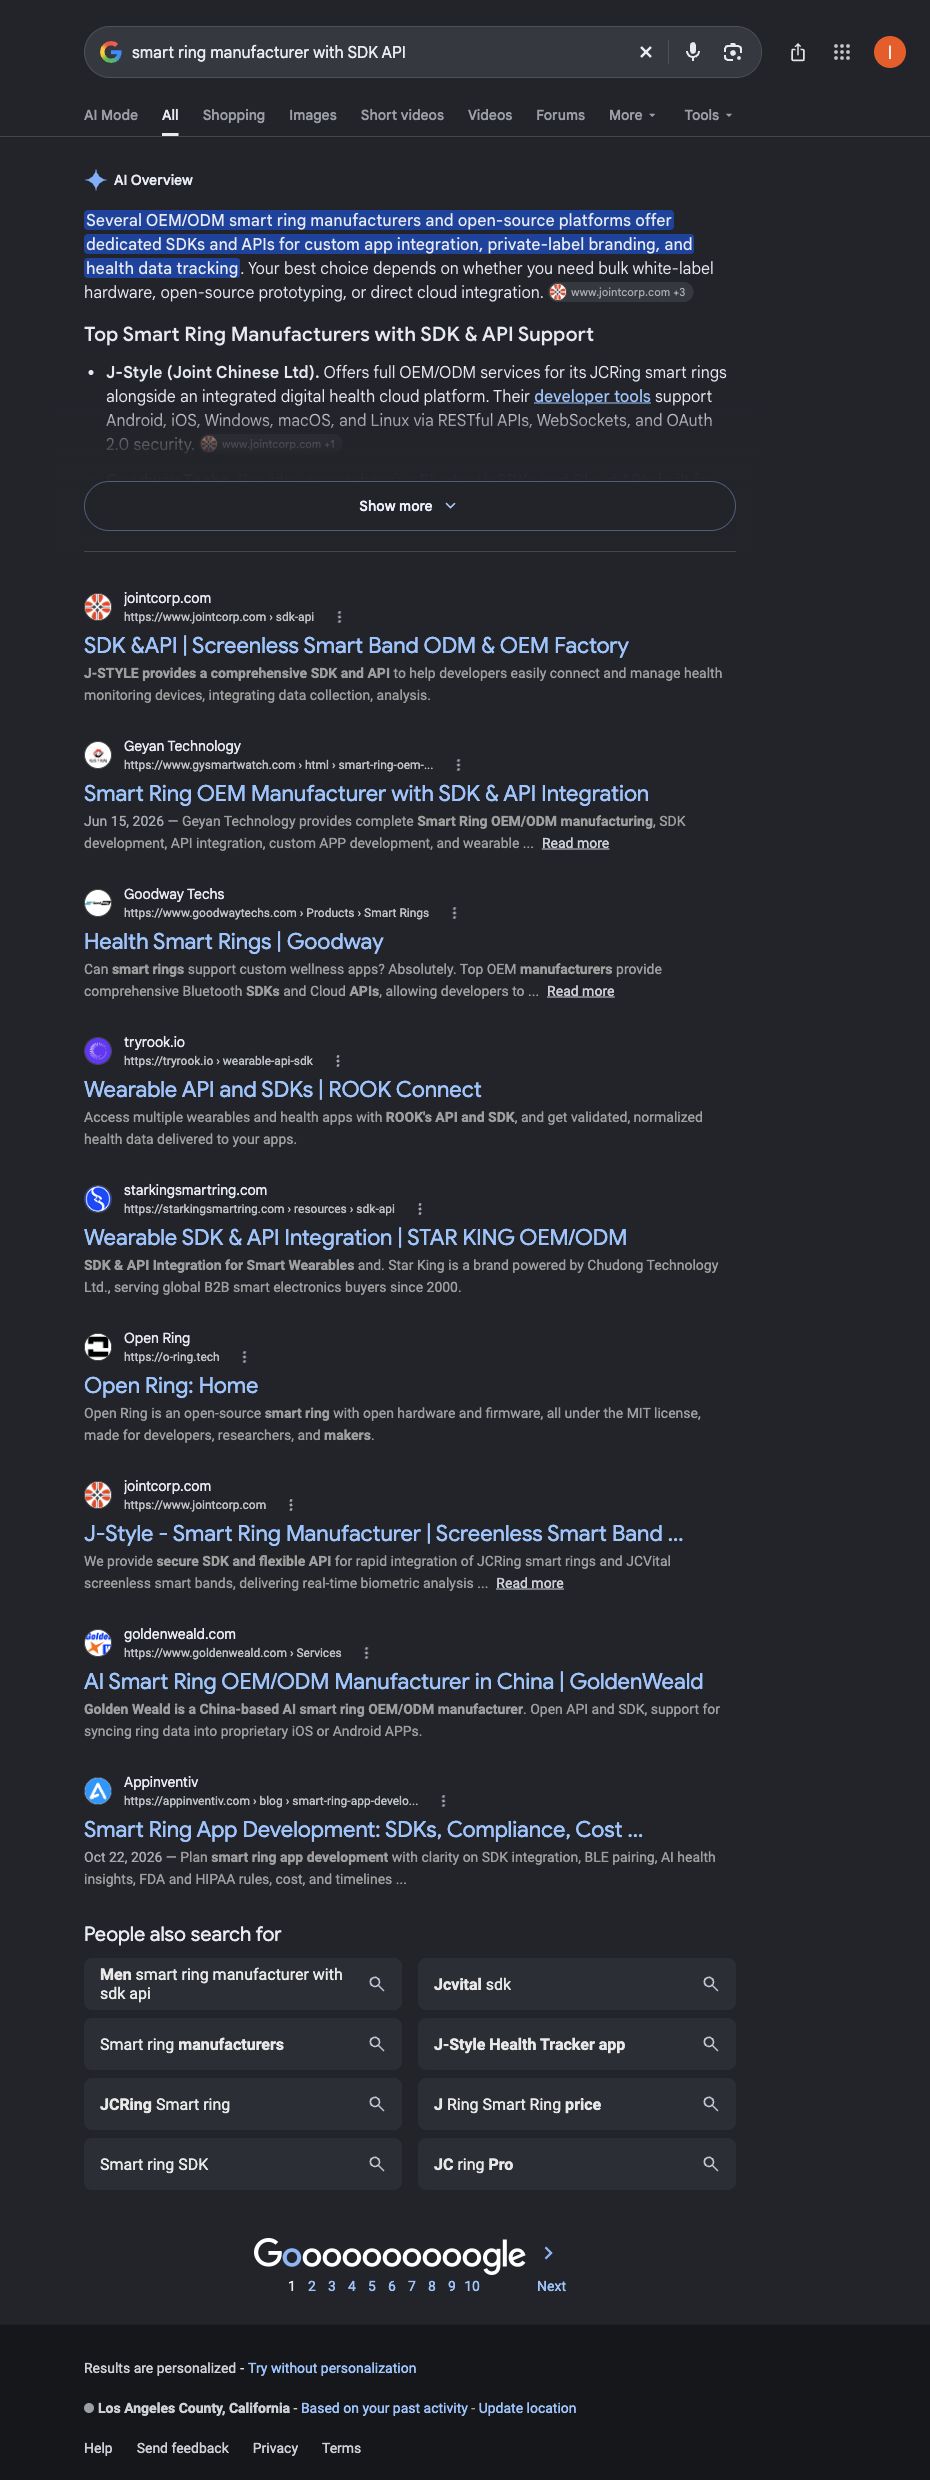 smart ring manufacturer with SDK API
I
AI Mode All Shopping Images Short videos Videos Forums More Tools
AI Overview
Several OEM/ODM smart ring manufacturers and open-source platforms offer
dedicated SDKs and APIs for custom app integration, private-label branding, and
health data tracking. Your best choice depends on whether you need bulk white-label
hardware, open-source prototyping, or direct cloud integration. www.jointcorp.com +3
Top Smart Ring Manufacturers with SDK & API Support
• J-Style (Joint Chinese Ltd). Offers full OEM/ODM services for its JCRing smart rings
alongside an integrated digital health cloud platform. Their developer tools support
Android, iOS, Windows, macOS, and Linux via RESTful APIs, WebSockets, and OAuth
2.0 security. www.jointcorp.com +1
Show more
jointcorp.com
https://www.jointcorp.com › sdk-api
SDK &API | Screenless Smart Band ODM & OEM Factory
J-STYLE provides a comprehensive SDK and API to help developers easily connect and manage health
monitoring devices, integrating data collection, analysis.
Geyan Technology
https://www.gysmartwatch.com › html › smart-ring-oem-...
Smart Ring OEM Manufacturer with SDK & API Integration
Jun 15, 2026 — Geyan Technology provides complete Smart Ring OEM/ODM manufacturing, SDK
development, API integration, custom APP development, and wearable ... Read more
Goodway Techs
https://www.goodwaytechs.com › Products › Smart Rings
Health Smart Rings | Goodway
Can smart rings support custom wellness apps? Absolutely. Top OEM manufacturers provide
comprehensive Bluetooth SDKs and Cloud APIs, allowing developers to ... Read more
tryrook.io
https://tryrook.io › wearable-api-sdk
Wearable API and SDKs | ROOK Connect
Access multiple wearables and health apps with ROOK's API and SDK, and get validated, normalized
health data delivered to your apps.
starkingsmartring.com
https://starkingsmartring.com › resources › sdk-api
Wearable SDK & API Integration | STAR KING OEM/ODM
SDK & API Integration for Smart Wearables and. Star King is a brand powered by Chudong Technology
Ltd., serving global B2B smart electronics buyers since 2000.
Open Ring
https://o-ring.tech
Open Ring: Home
Open Ring is an open-source smart ring with open hardware and firmware, all under the MIT license,
made for developers, researchers, and makers.
jointcorp.com
https://www.jointcorp.com
J-Style - Smart Ring Manufacturer | Screenless Smart Band ...
We provide secure SDK and flexible API for rapid integration of JCRing smart rings and JCVital
screenless smart bands, delivering real-time biometric analysis ... Read more
goldenweald.com
https://www.goldenweald.com › Services
AI Smart Ring OEM/ODM Manufacturer in China | GoldenWeald
Golden Weald is a China-based AI smart ring OEM/ODM manufacturer. Open API and SDK, support for
syncing ring data into proprietary iOS or Android APPs.
Appinventiv
https://appinventiv.com › blog › smart-ring-app-develo...
Smart Ring App Development: SDKs, Compliance, Cost ...
Oct 22, 2026 — Plan smart ring app development with clarity on SDK integration, BLE pairing, AI health
insights, FDA and HIPAA rules, cost, and timelines ...
People also search for
Men smart ring manufacturer with
sdk api
Jcvital sdk
Smart ring manufacturers
J-Style Health Tracker app
JCRing Smart ring
J Ring Smart Ring price
Smart ring SDK
JC ring Pro
Goooooooooogle
1 2 3 4 5 6 7 8 9 10 Next
Results are personalized - Try without personalization
Los Angeles County, California - Based on your past activity - Update location
Help Send feedback Privacy Terms